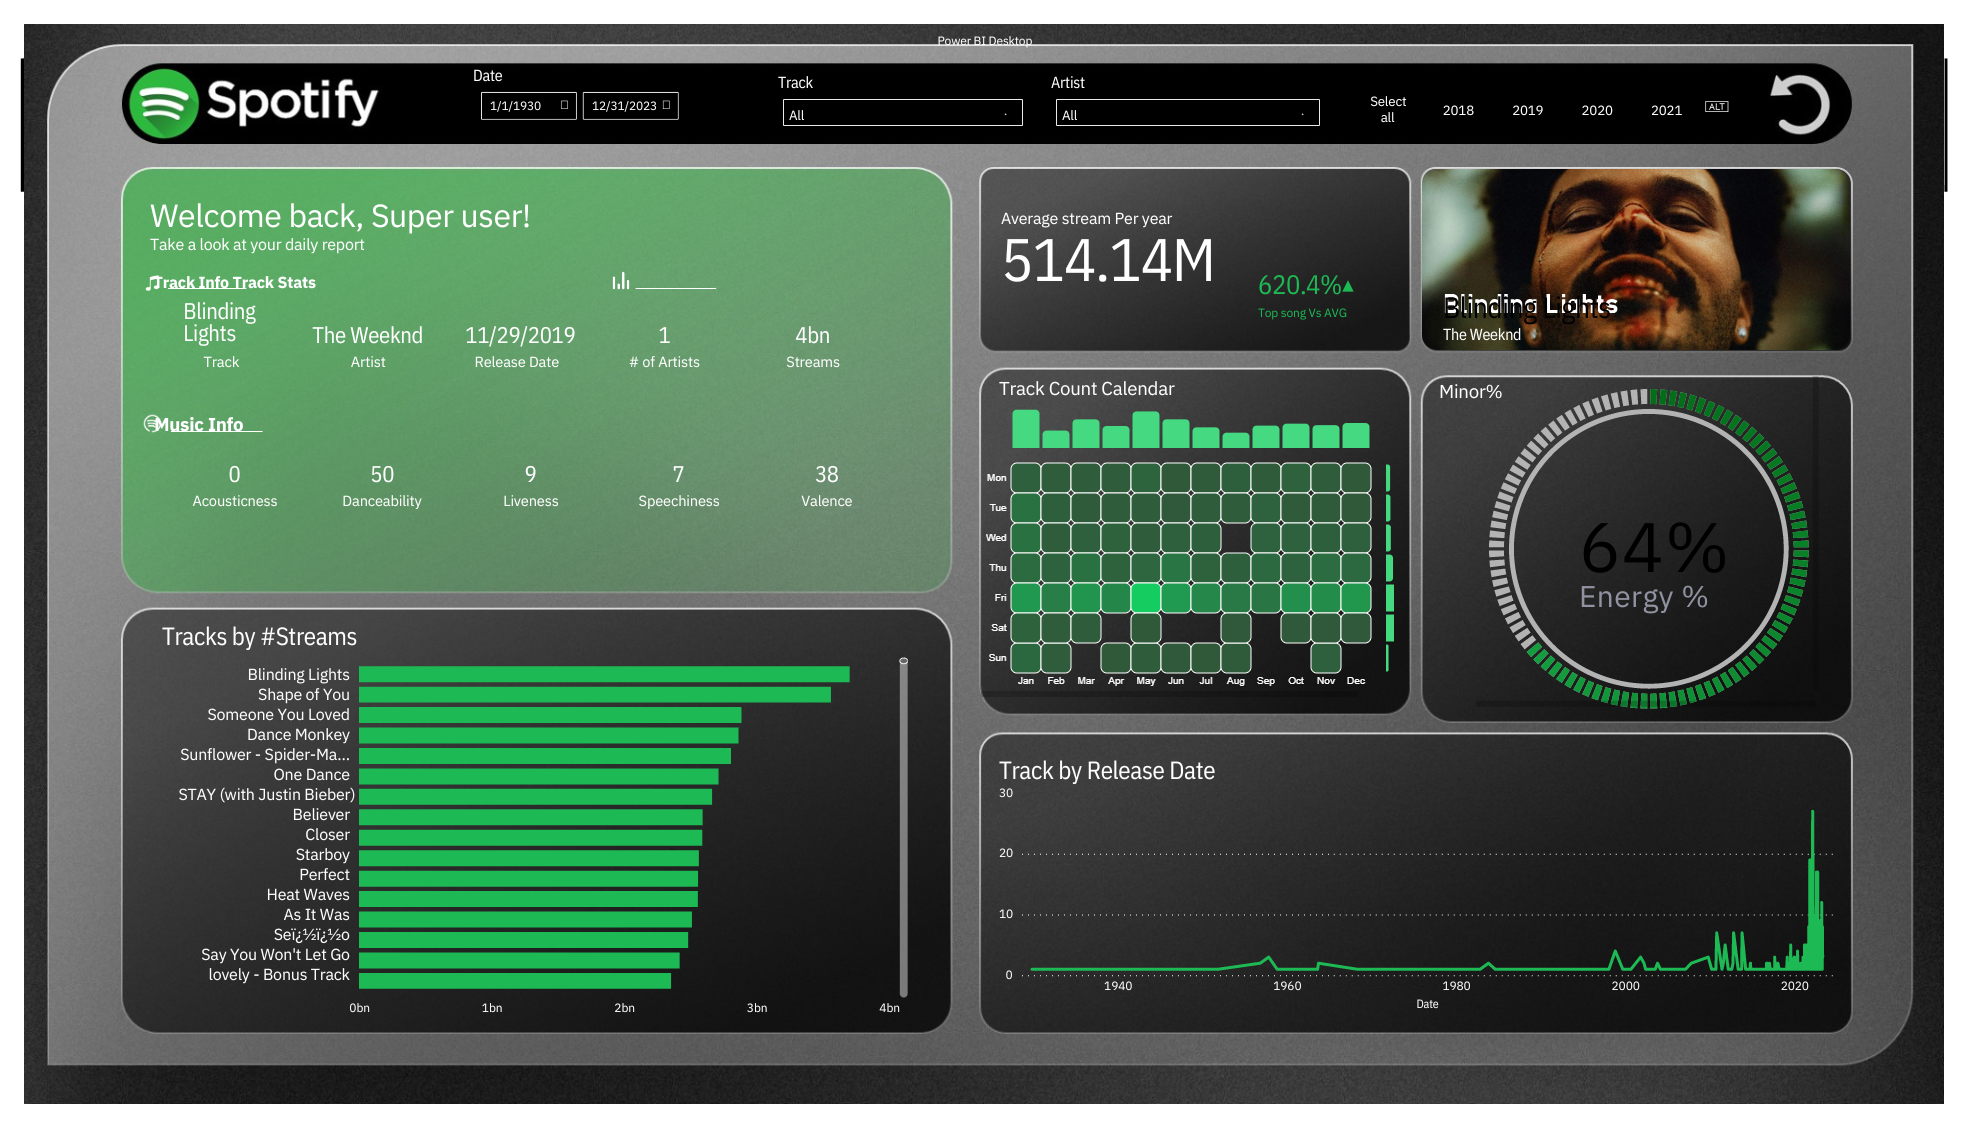 Power BI Desktop
Spotify
Date
1/1/1930
12/31/2023
Track
All
Artist
All
Select all
2018
2019
2020
2021
ALT
Welcome back, Super user!
Take a look at your daily report
Track Info Track Stats
Blinding
Lights
The Weeknd
11/29/2019
1
4bn
Track
Artist
Release Date
# of Artists
Streams
Music Info
0
50
9
7
38
Acousticness
Danceability
Liveness
Speechiness
Valence
Average stream Per year
514.14M
620.4%▲
Top song Vs AVG
Blinding Lights
Blinding Lights
The Weeknd
Track Count Calendar
Mon
Tue
Wed
Thu
Fri
Sat
Sun
Jan Feb Mar Apr May Jun Jul Aug Sep Oct Nov Dec
Minor%
64%
Energy %
Tracks by #Streams
Blinding Lights
Shape of You
Someone You Loved
Dance Monkey
Sunflower - Spider-Ma...
One Dance
STAY (with Justin Bieber)
Believer
Closer
Starboy
Perfect
Heat Waves
As It Was
Seï¿½ï¿½o
Say You Won't Let Go
lovely - Bonus Track
0bn 1bn 2bn 3bn 4bn
Track by Release Date
30
20
10
0
1940 1960 1980 2000 2020
Date